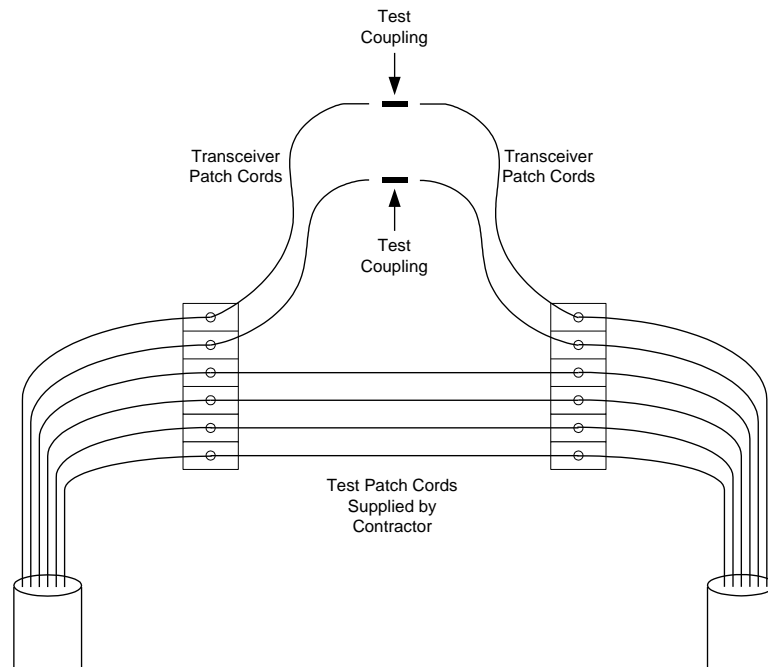 Test
Coupling
Transceiver
Patch Cords
Transceiver
Patch Cords
Test
Coupling
Test Patch Cords
Supplied by
Contractor